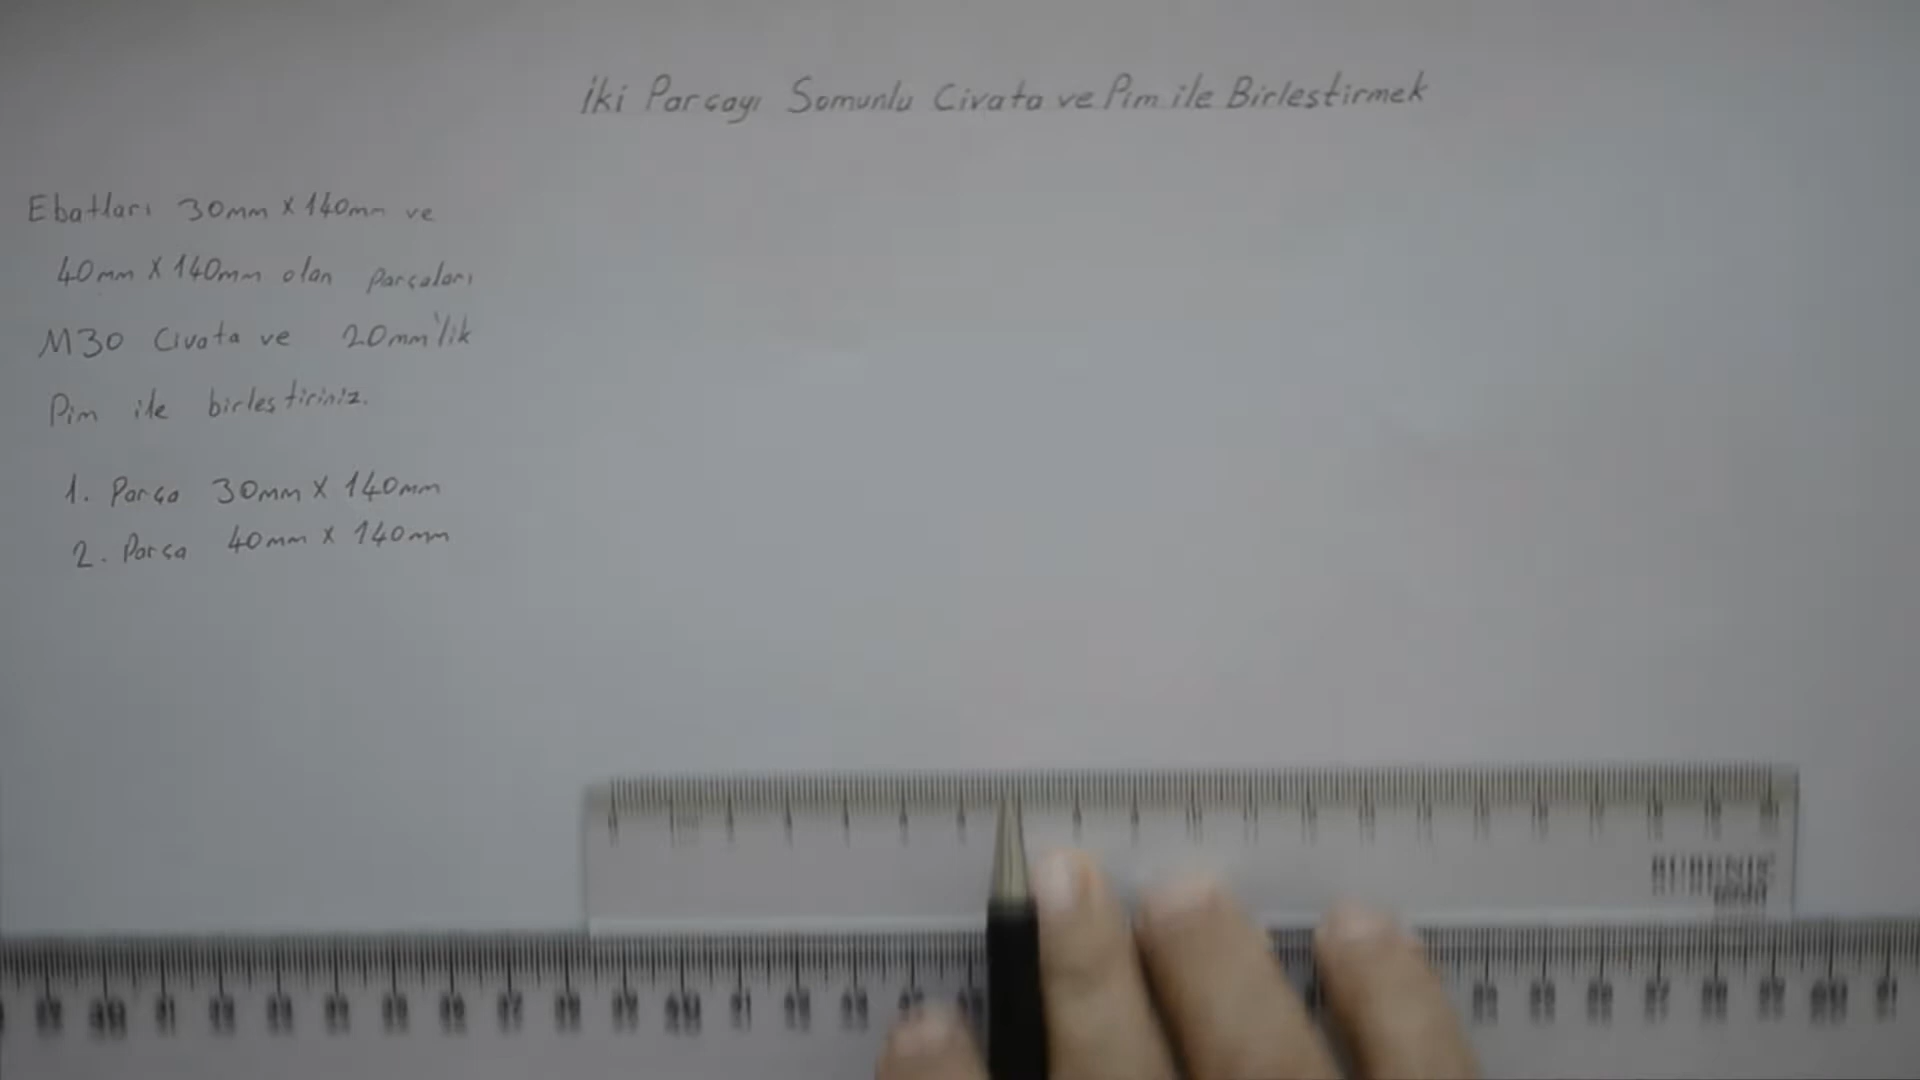 İki Parçayı Somunlu Civata ve Pim ile Birleştirmek
Ebatları 30mm X 140mm ve
40mm X 140mm olan parçaları
M30 Civata ve 20mm'lik
Pim ile birleştiriniz.
1. Parça 30mm X 140mm
2. Parça 40mm X 140mm